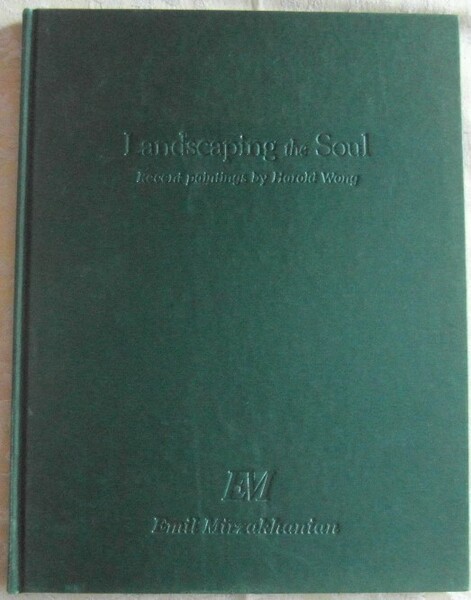 Landscaping the Soul
Recent paintings by Harold Wong
EM
Emil Mirzakhanian